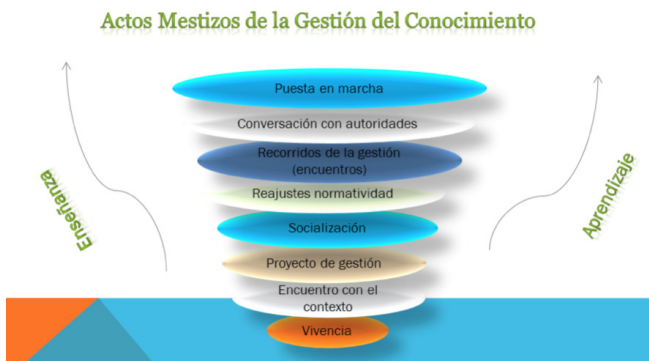 Actos Mestizos de la Gestión del Conocimiento
Puesta en marcha
Conversación con autoridades
Recorridos de la gestión
(encuentros)
Reajustes normatividad
Socialización
Proyecto de gestión
Encuentro con el
contexto
Vivencia
Enseñanza
Aprendizaje